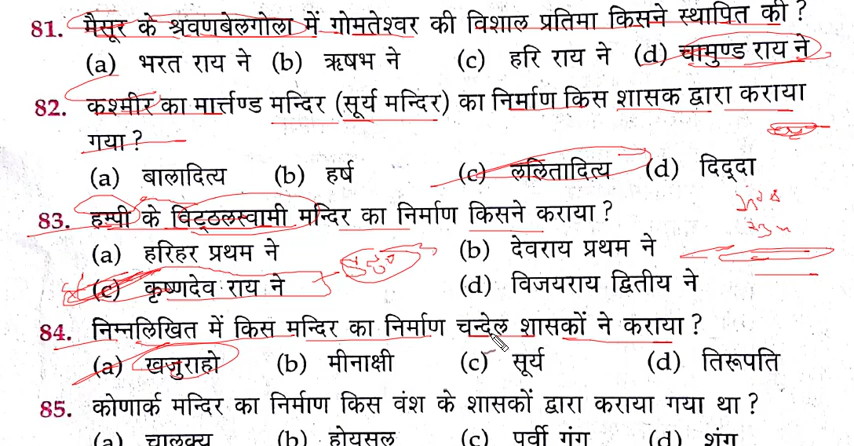 81. मैसूर के श्रवणबेलगोला में गोमतेश्वर की विशाल प्रतिमा किसने स्थापित की ?
(a) भरत राय ने (b) ऋषभ ने (c) हरि राय ने (d) चामुण्ड राय ने
82. कश्मीर का मार्त्तण्ड मन्दिर (सूर्य मन्दिर) का निर्माण किस शासक द्वारा कराया
गया ?
(a) बालादित्य (b) हर्ष (c) ललितादित्य (d) दिद्दा
83. हम्पी के विट्ठलस्वामी मन्दिर का निर्माण किसने कराया ?
(a) हरिहर प्रथम ने (b) देवराय प्रथम ने
(c) कृष्णदेव राय ने (d) विजयराय द्वितीय ने
84. निम्नलिखित में किस मन्दिर का निर्माण चन्देल शासकों ने कराया ?
(a) खजुराहो (b) मीनाक्षी (c) सूर्य (d) तिरूपति
85. कोणार्क मन्दिर का निर्माण किस वंश के शासकों द्वारा कराया गया था ?
(a) चालुक्य (b) होयसल (c) पूर्वी गंग (d) शुंग